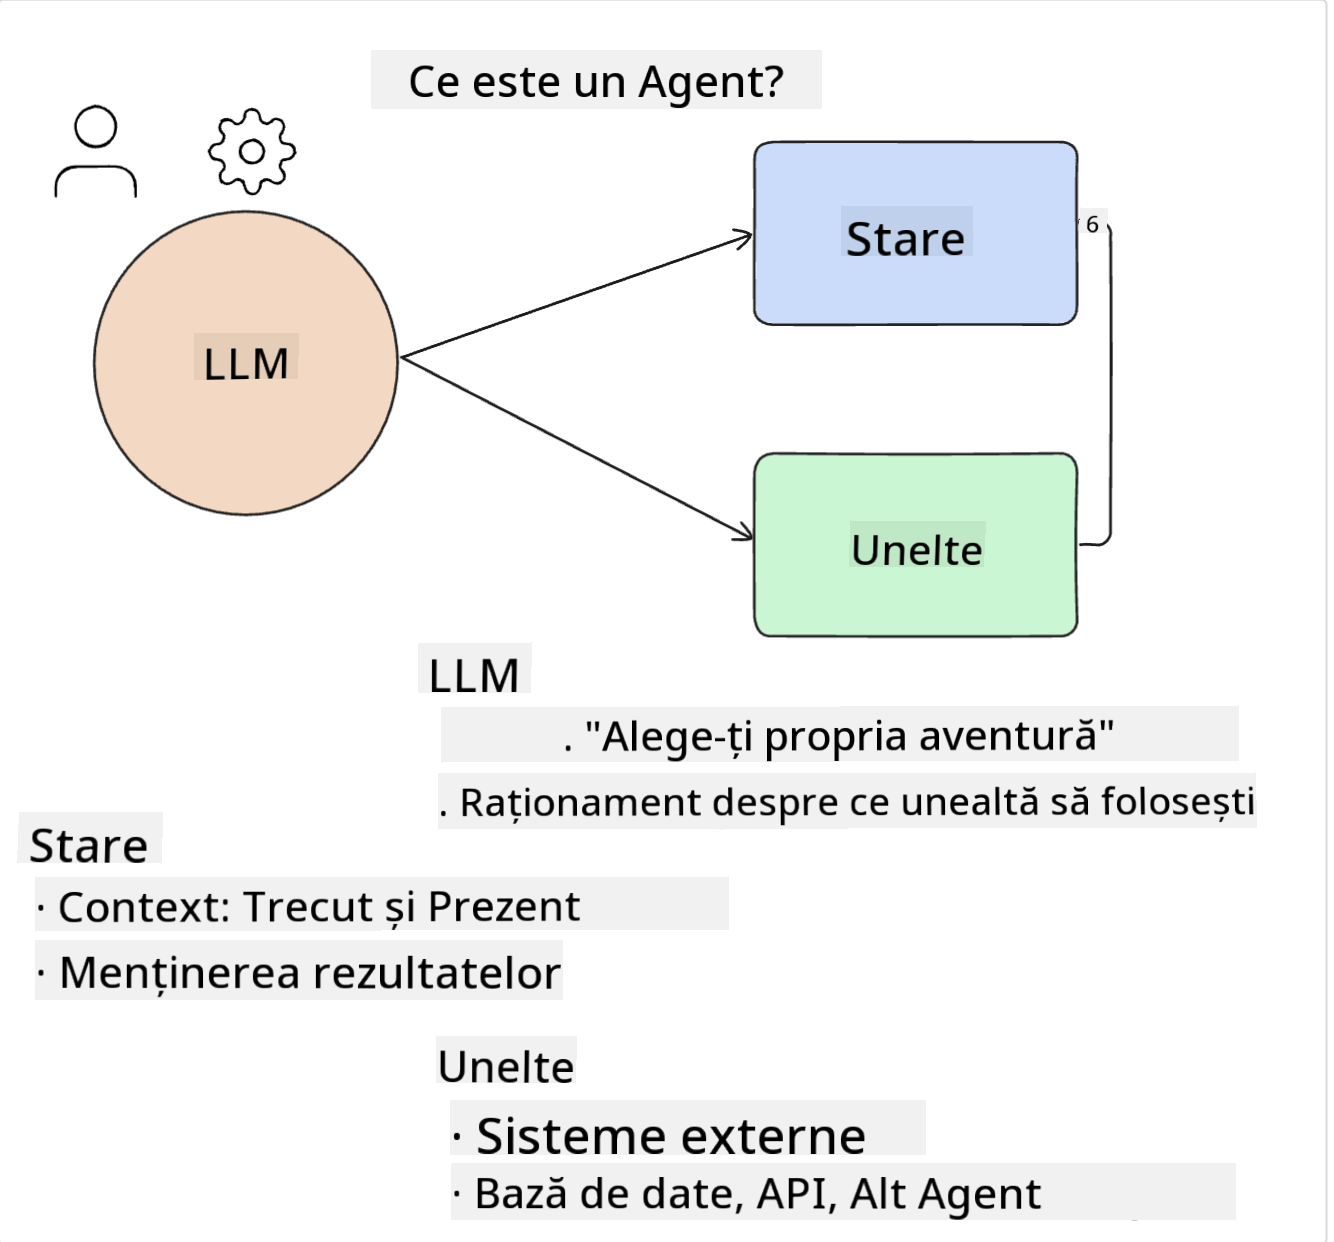 Ce este un Agent?
Stare
6
LLM
Unelte
LLM
. "Alege-ți propria aventură"
. Raționament despre ce unealtă să folosești
Stare
· Context: Trecut și Prezent
· Menținerea rezultatelor
Unelte
· Sisteme externe
· Bază de date, API, Alt Agent